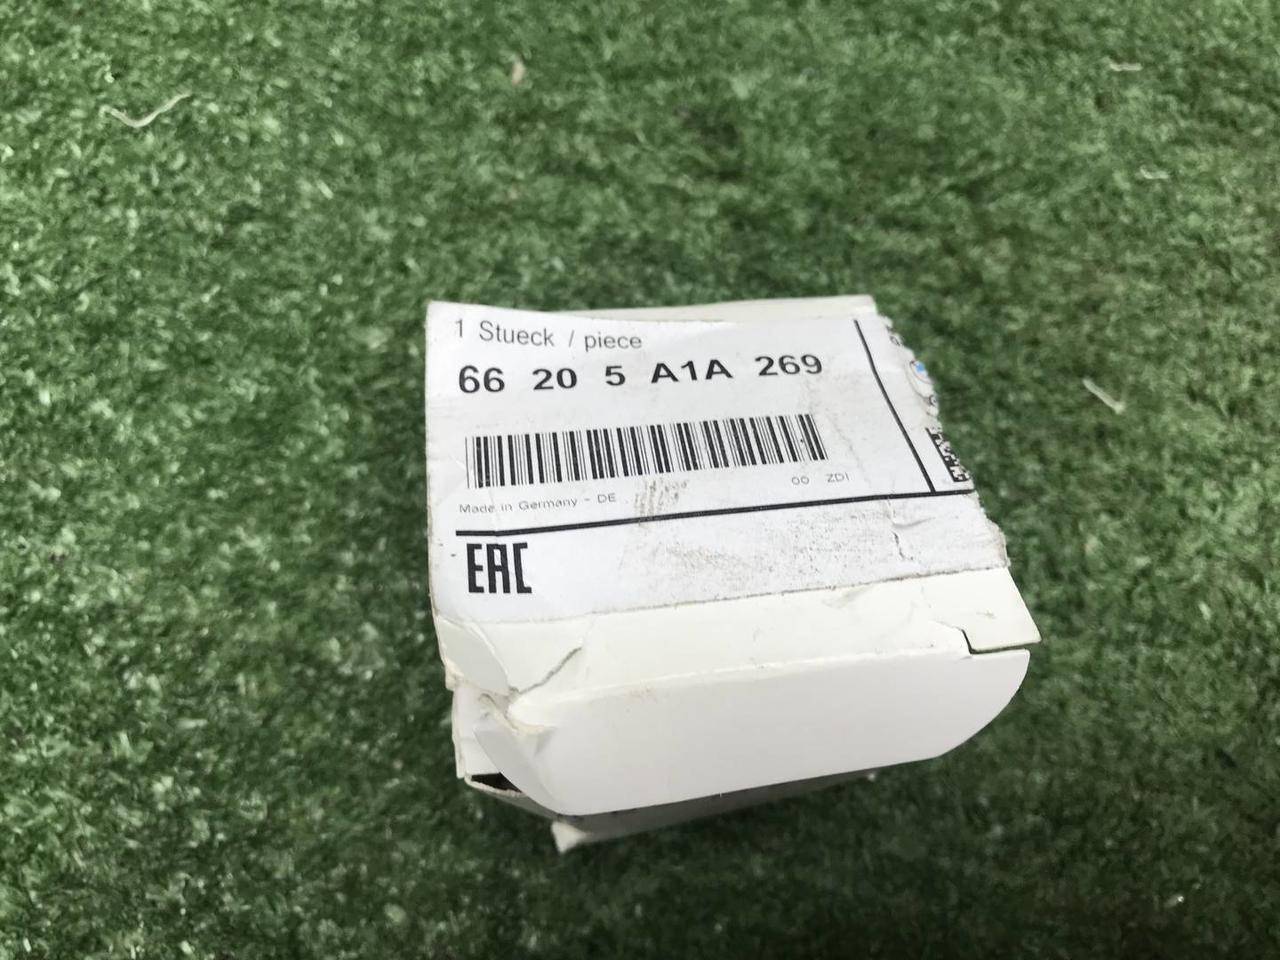 1 Stueck / piece
66 20 5 A1A 269
Made in Germany - DE
00 ZDI
EAC